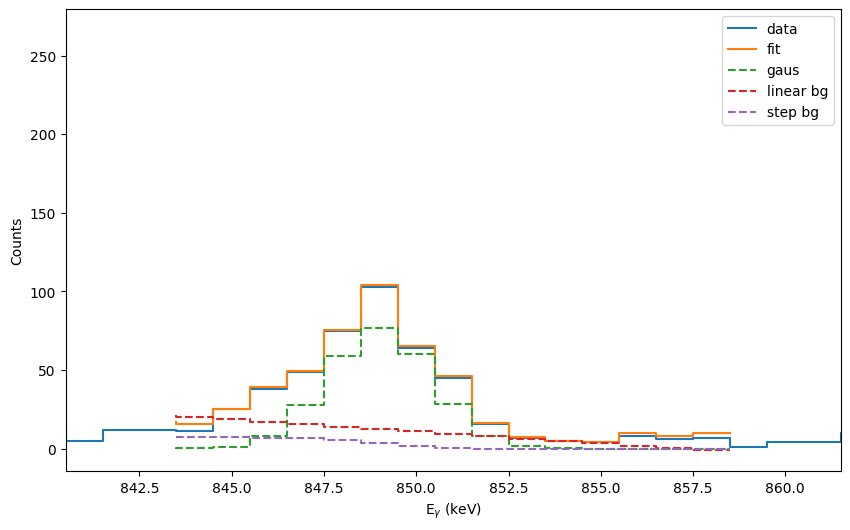 data
fit
gaus
linear bg
step bg
250
200
150
100
50
0
Counts
842.5 845.0 847.5 850.0 852.5 855.0 857.5 860.0
Eγ (keV)